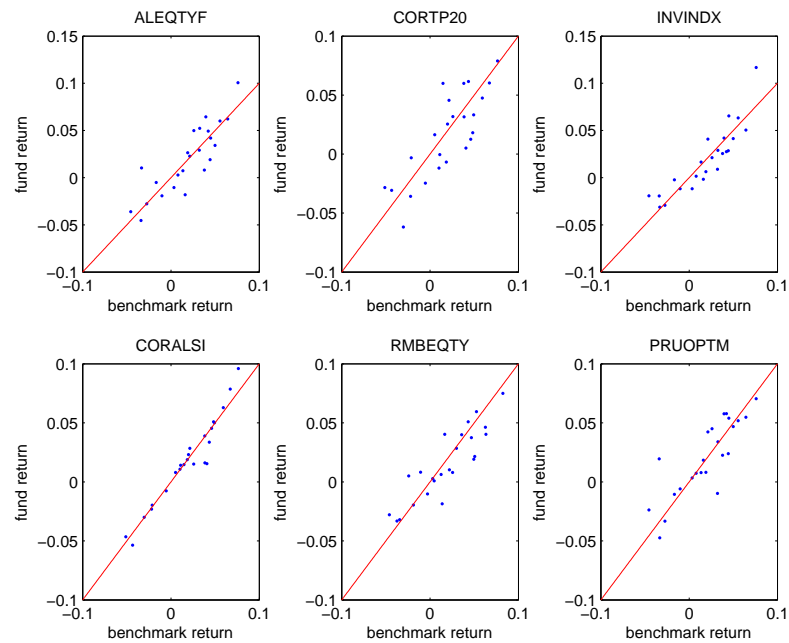 ALEQTYF
CORTP20
INVINDX
0.15
0.1
0.05
0
−0.05
−0.1
−0.1
0
0.1
fund return
benchmark return
0.1
0.05
0
−0.05
−0.1
−0.1
0
0.1
fund return
benchmark return
0.15
0.1
0.05
0
−0.05
−0.1
−0.1
0
0.1
fund return
benchmark return
CORALSI
RMBEQTY
PRUOPTM
0.1
0.05
0
−0.05
−0.1
−0.1
0
0.1
fund return
benchmark return
0.1
0.05
0
−0.05
−0.1
−0.1
0
0.1
fund return
benchmark return
0.1
0.05
0
−0.05
−0.1
−0.1
0
0.1
fund return
benchmark return